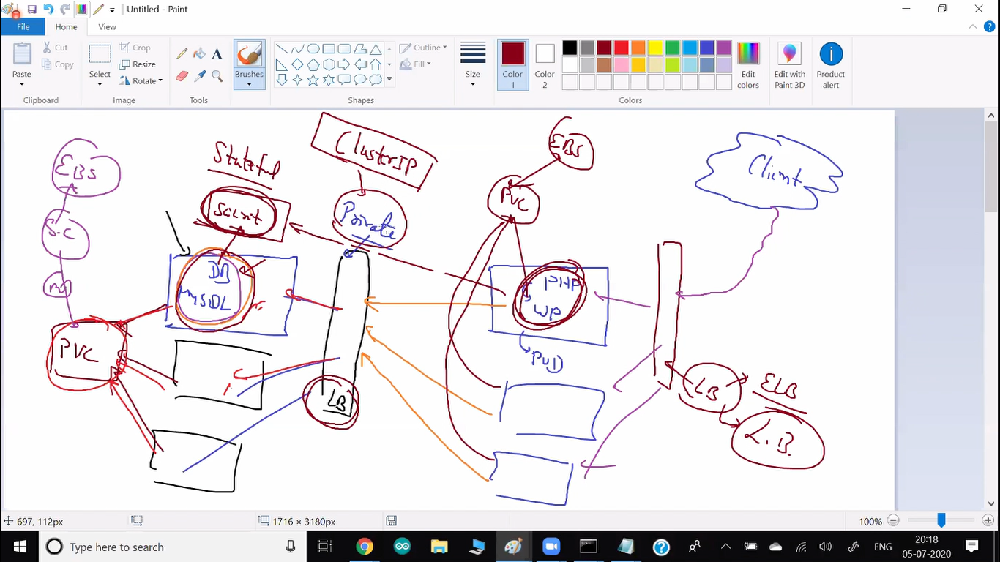 Untitled - Paint
File
Home
View
Paste
Cut
Copy
Clipboard
Select
Crop
Resize
Rotate
Image
A
Tools
Brushes
Shapes
Outline
Fill
Size
Color
1
Color
2
Edit
colors
Edit with
Paint 3D
Product
alert
Colors
EBS
S.C
PVC
Stateful
DB
ClusterIP
Private
LB
EBS
PVC
PHP
WP
POD
Client
LB
ELB
L.B.
697, 112px
1716 × 3180px
100%
Type here to search
ENG
20:18
05-07-2020